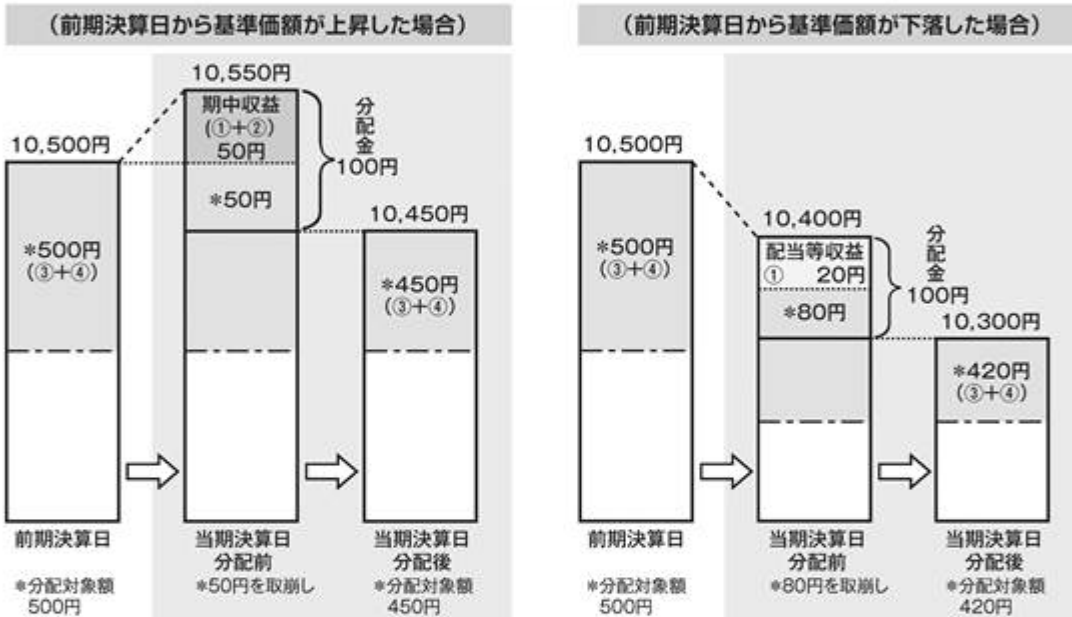 (前期決算日から基準価額が上昇した場合)
10,550円
期中収益
(①+②)
50円
分配金
100円
10,500円
*50円
10,450円
*500円
(③+④)
*450円
(③+④)
前期決算日
当期決算日
分配前
当期決算日
分配後
*分配対象額
500円
*50円を取崩し
*分配対象額
450円
(前期決算日から基準価額が下落した場合)
10,500円
10,400円
配当等収益
① 20円
分配金
100円
*500円
(③+④)
*80円
10,300円
*420円
(③+④)
前期決算日
当期決算日
分配前
当期決算日
分配後
*分配対象額
500円
*80円を取崩し
*分配対象額
420円